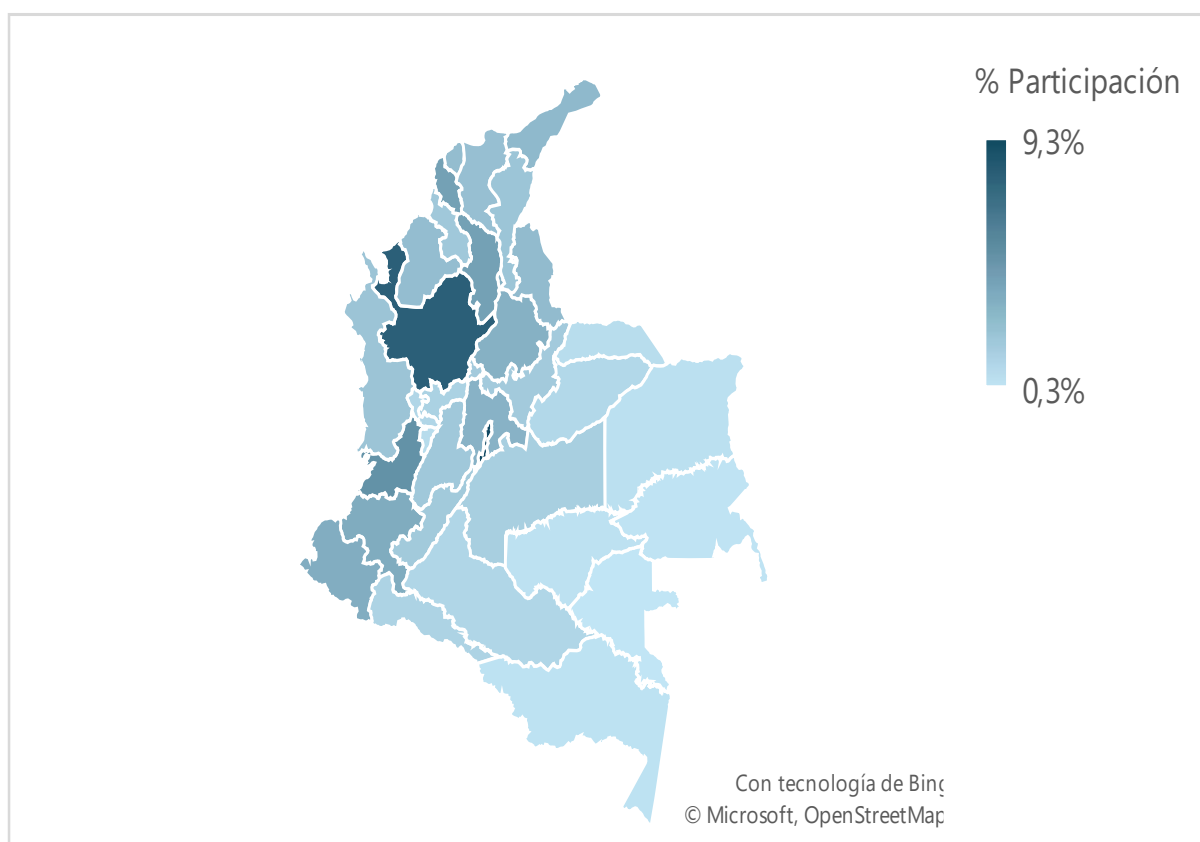 % Participación
9,3%
0,3%
Con tecnología de Bing
© Microsoft, OpenStreetMap